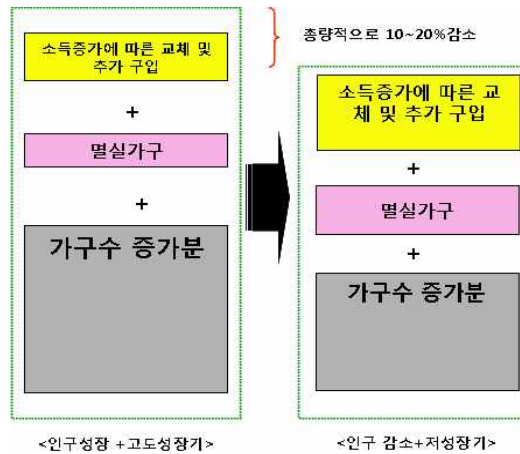 소득증가에 따른 교체 및
추가 구입
+
멸실가구
+
가구수 증가분
<인구성장 +고도성장기>
총량적으로 10~20%감소
소득증가에 따른 교
체 및 추가 구입
+
멸실가구
+
가구수 증가분
<인구 감소+저성장기>